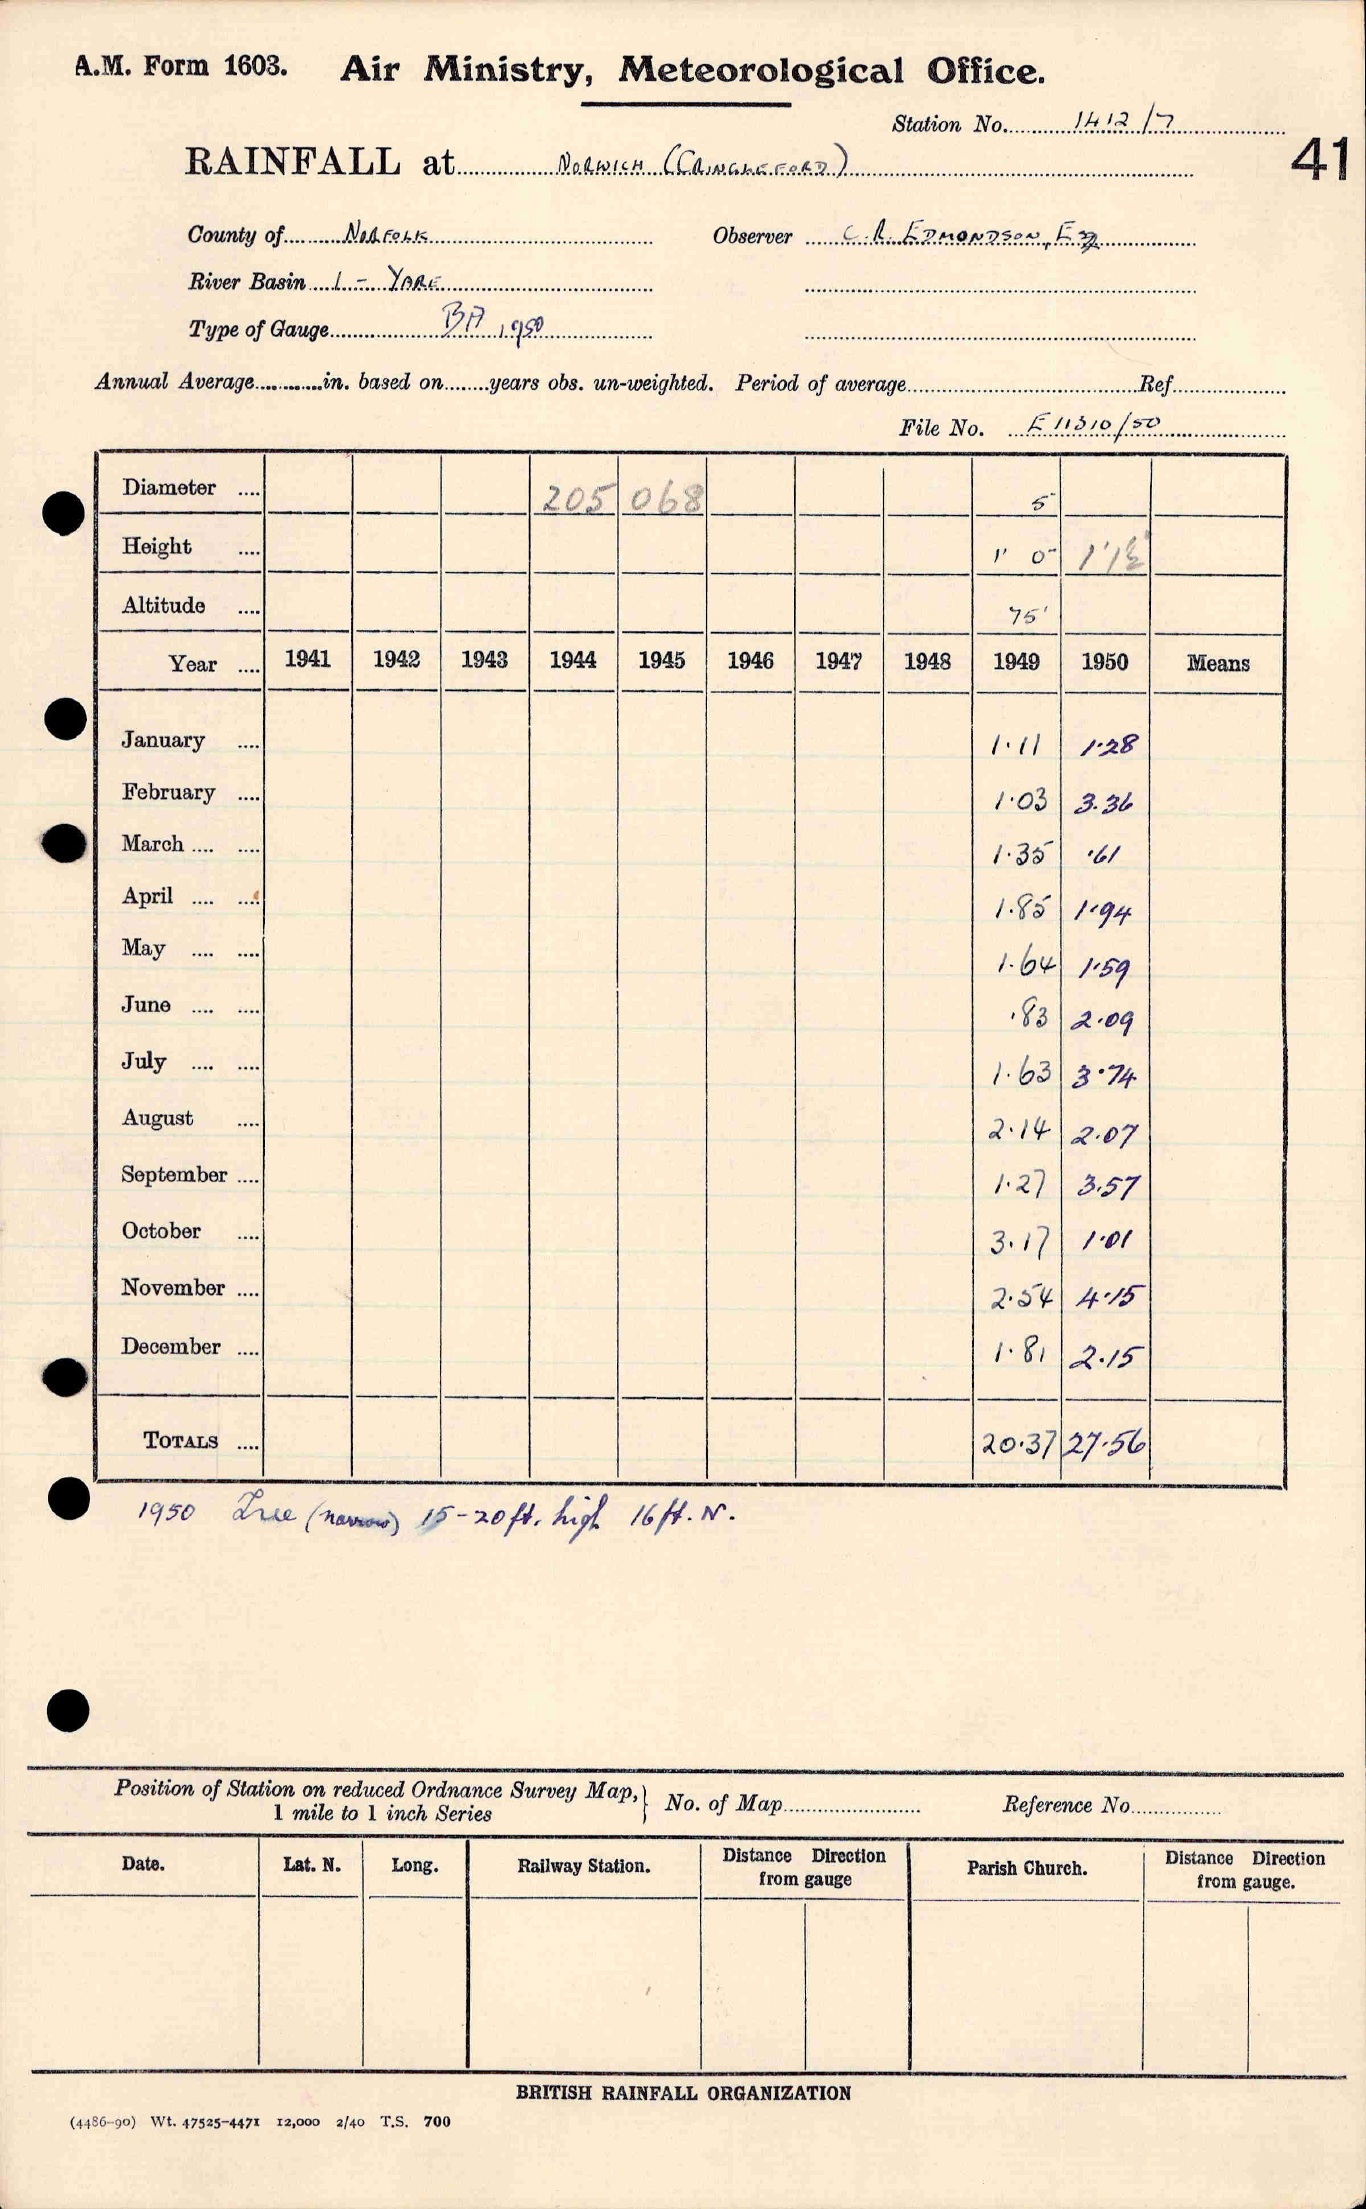 A.M. Form 1603. Air Ministry, Meteorological Office.
Station No. 1412/7
RAINFALL at NORWICH (CRINGLEFORD)
41
County of NORFOLK Observer C. R. EDMONDSON, Esq
River Basin 1 - YARE
Type of Gauge BA 1950
Annual Average in. based on years obs. un-weighted. Period of average Ref
File No. E 11310/50
Diameter 205 068 5
Height 1' 0" 1'1½
Altitude 75'
Year 1941 1942 1943 1944 1945 1946 1947 1948 1949 1950 Means
January 1.11 1.28
February 1.03 3.36
March 1.35 .61
April 1.85 1.94
May 1.64 1.59
June .83 2.09
July 1.63 3.74
August 2.14 2.07
September 1.27 3.57
October 3.17 1.01
November 2.54 4.15
December 1.81 2.15
TOTALS 20.37 27.56
1950 Tree (narrow) 15-20ft. high 16ft. N.
Position of Station on reduced Ordnance Survey Map, No. of Map Reference No
1 mile to 1 inch Series
Date. Lat. N. Long. Railway Station. Distance Direction from gauge Parish Church. Distance Direction from gauge.
BRITISH RAINFALL ORGANIZATION
(4486-90) Wt. 47525-4471 12,000 2/40 T.S. 700